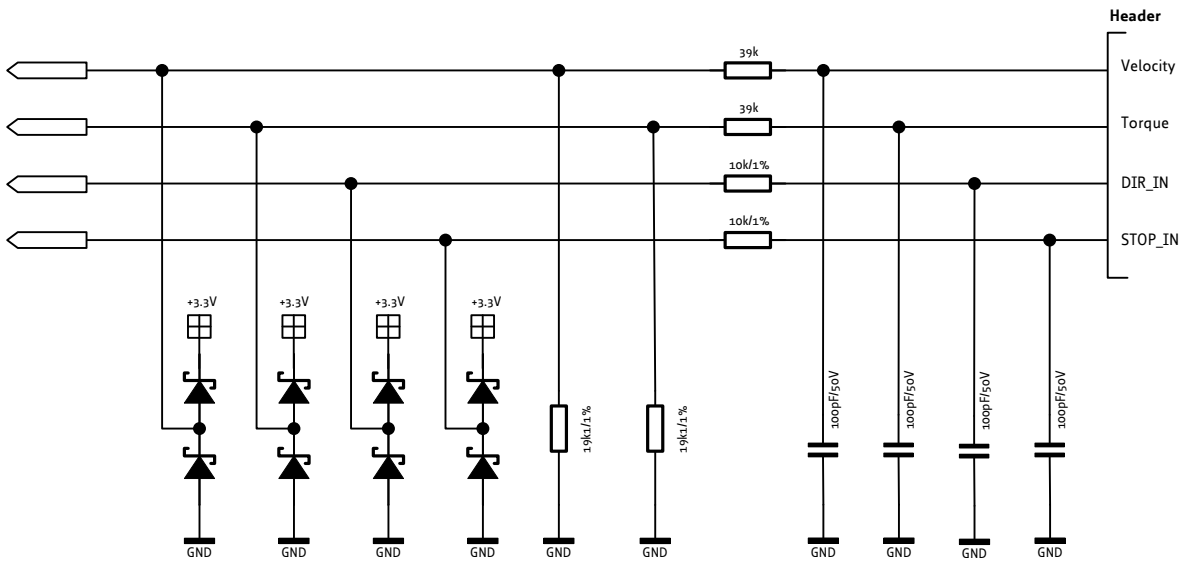 Header
39k
Velocity
39k
Torque
10k/1%
DIR_IN
10k/1%
STOP_IN
+3.3V
+3.3V
+3.3V
+3.3V
19k1/1%
19k1/1%
100pF/50V
100pF/50V
100pF/50V
100pF/50V
GND
GND
GND
GND
GND
GND
GND
GND
GND
GND